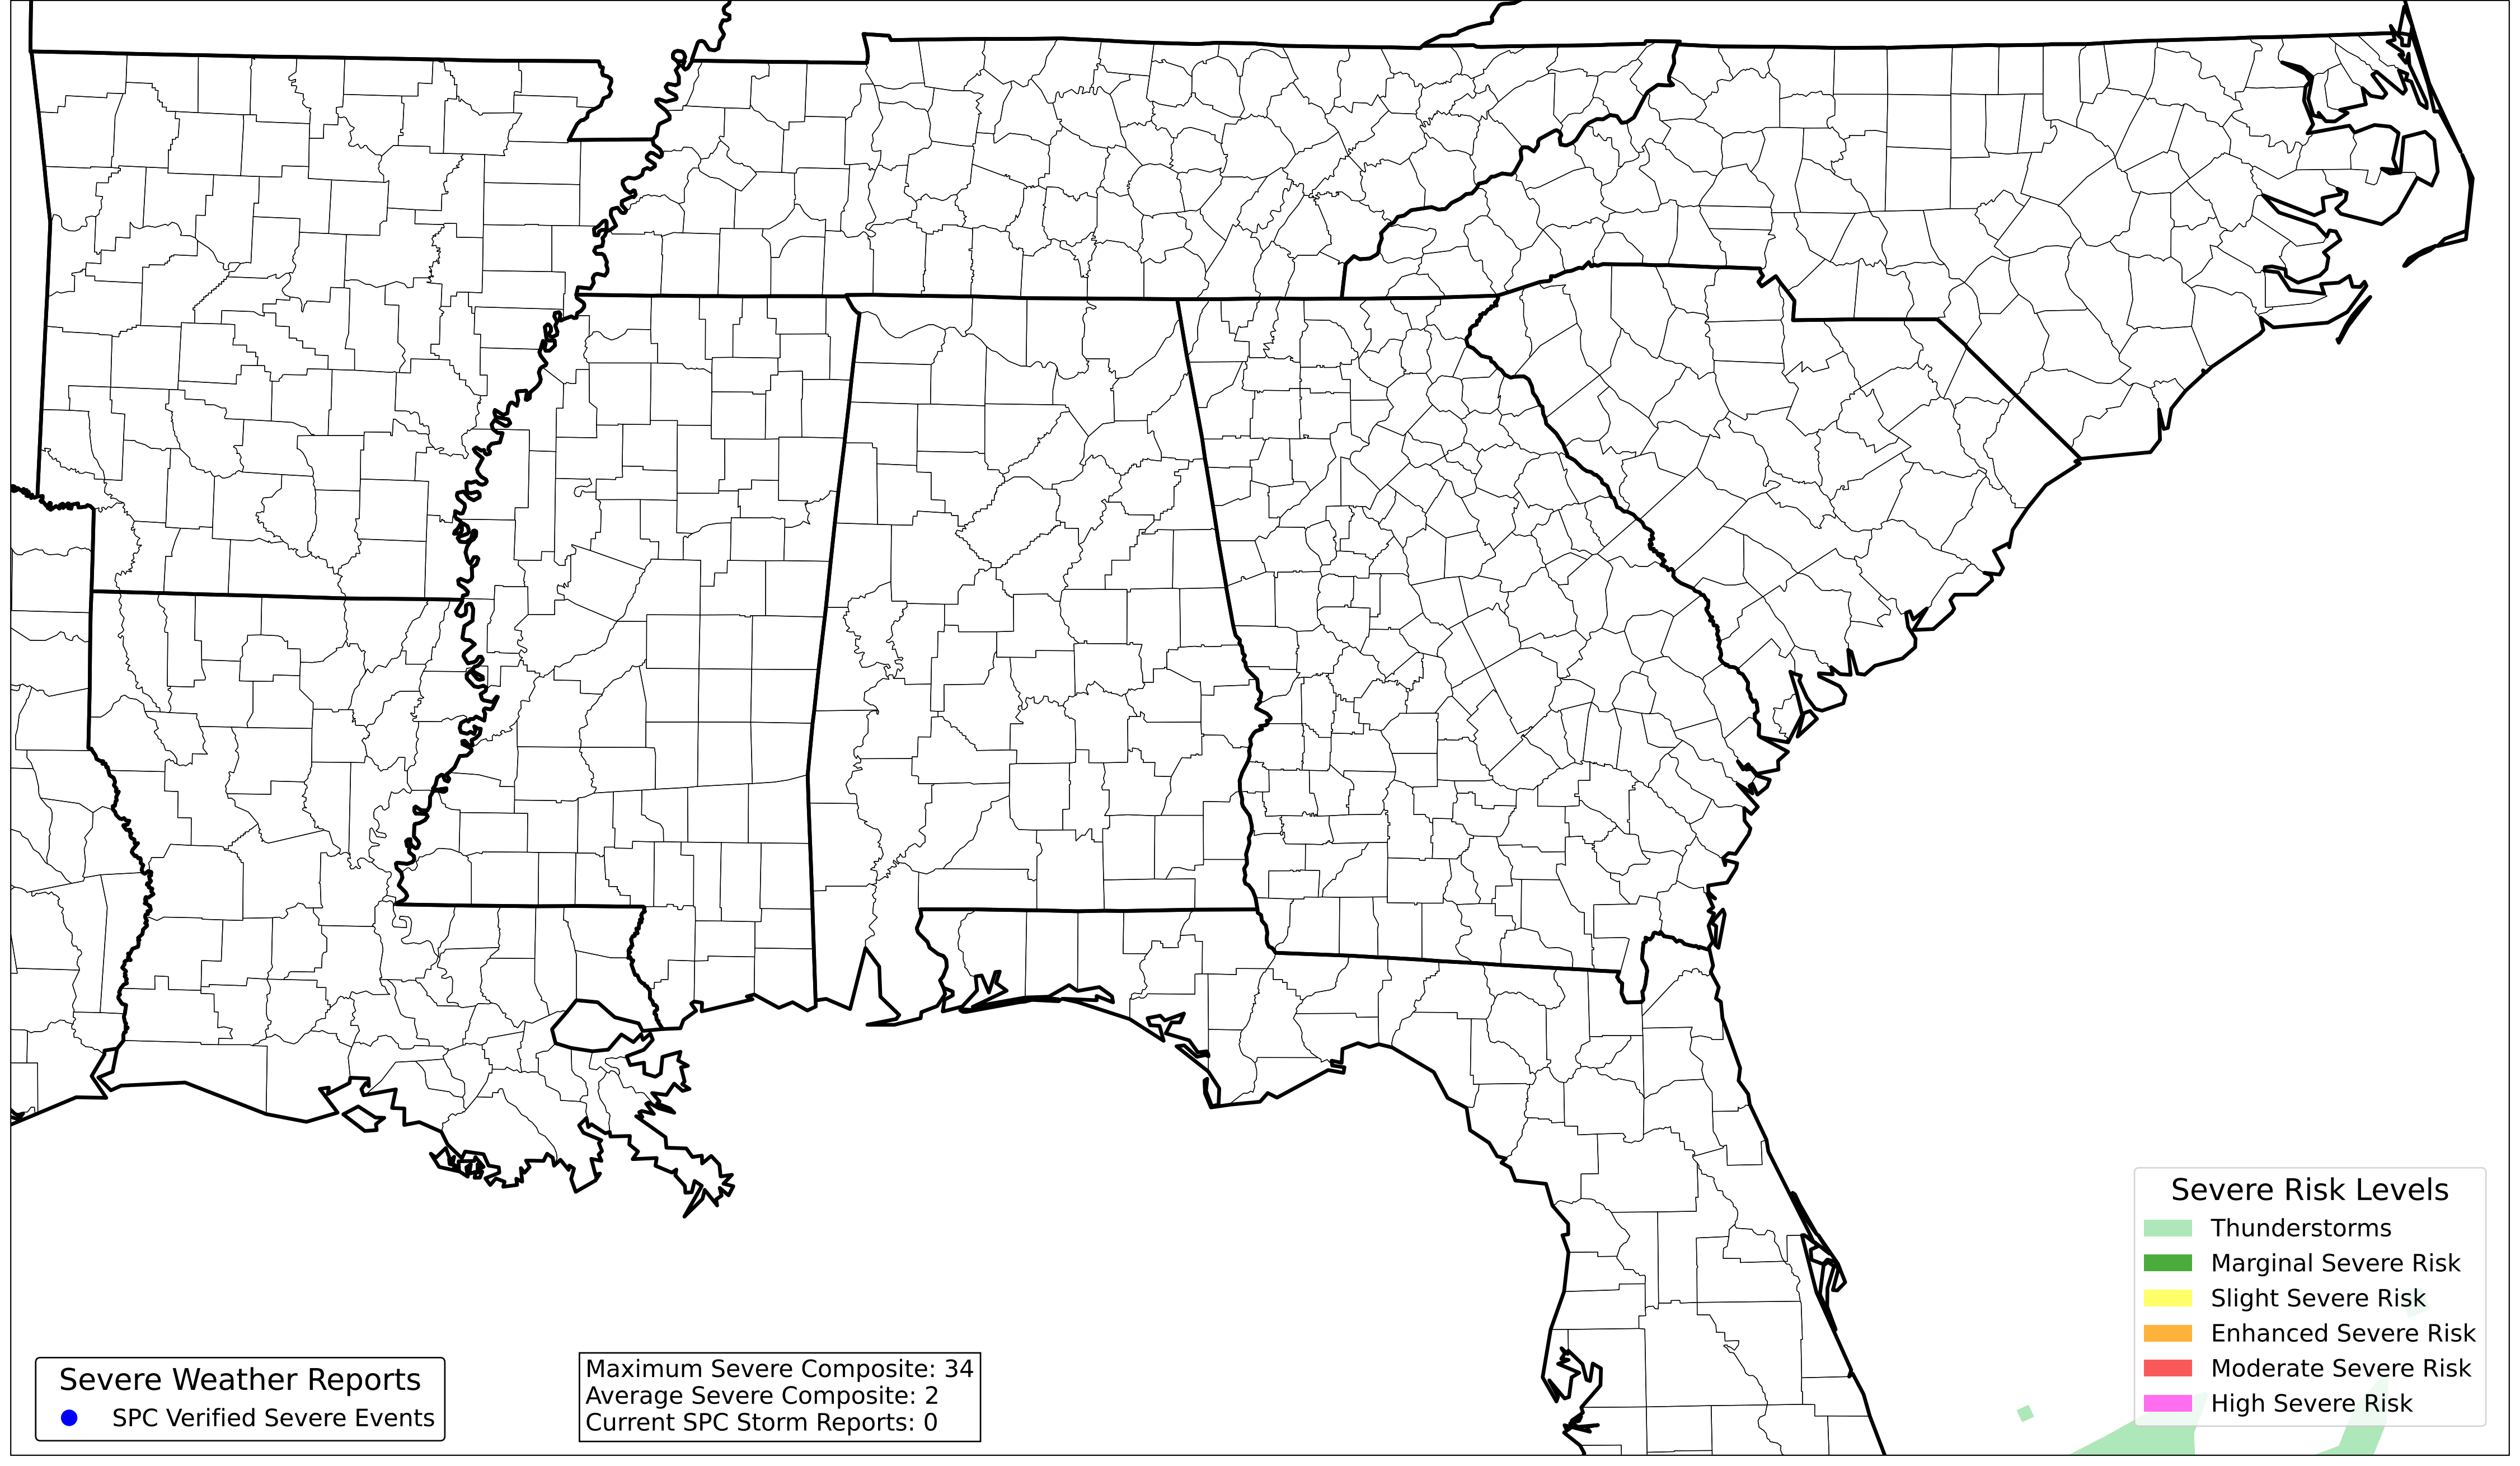 Severe Risk Levels
Thunderstorms
Marginal Severe Risk
Slight Severe Risk
Enhanced Severe Risk
Moderate Severe Risk
High Severe Risk
Severe Weather Reports
SPC Verified Severe Events
Maximum Severe Composite: 34
Average Severe Composite: 2
Current SPC Storm Reports: 0